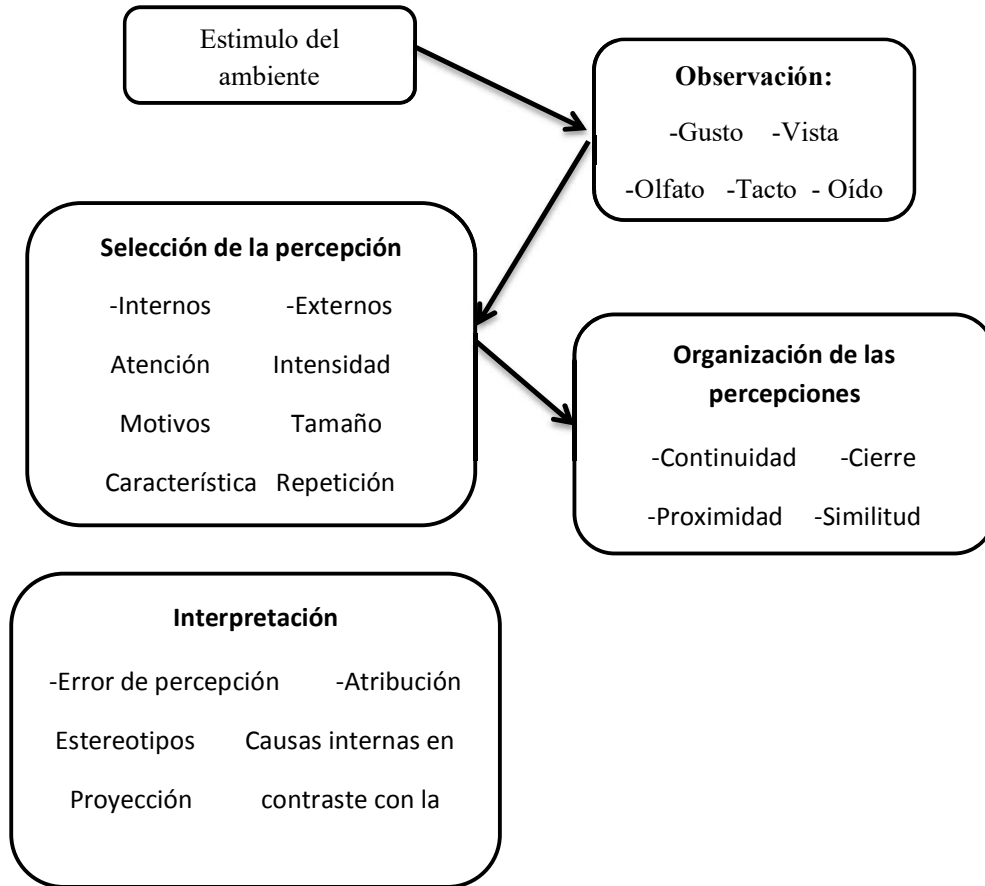 Estimulo del
ambiente
Observación:
-Gusto -Vista
-Olfato -Tacto - Oído
Selección de la percepción
-Internos -Externos
Atención Intensidad
Motivos Tamaño
Característica Repetición
Organización de las
percepciones
-Continuidad -Cierre
-Proximidad -Similitud
Interpretación
-Error de percepción -Atribución
Estereotipos Causas internas en
Proyección contraste con la